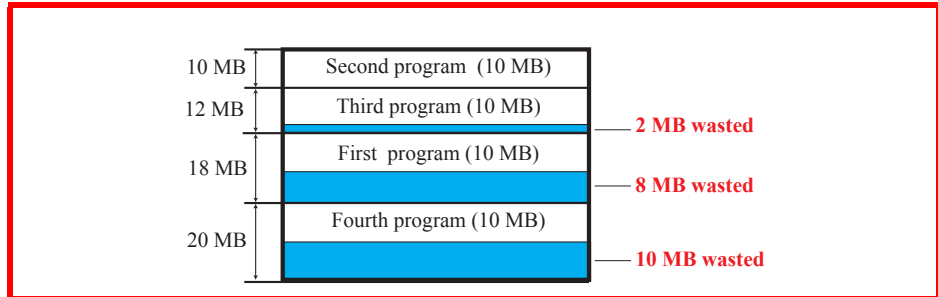 10 MB
Second program (10 MB)
12 MB
Third program (10 MB)
2 MB wasted
18 MB
First program (10 MB)
8 MB wasted
20 MB
Fourth program (10 MB)
10 MB wasted